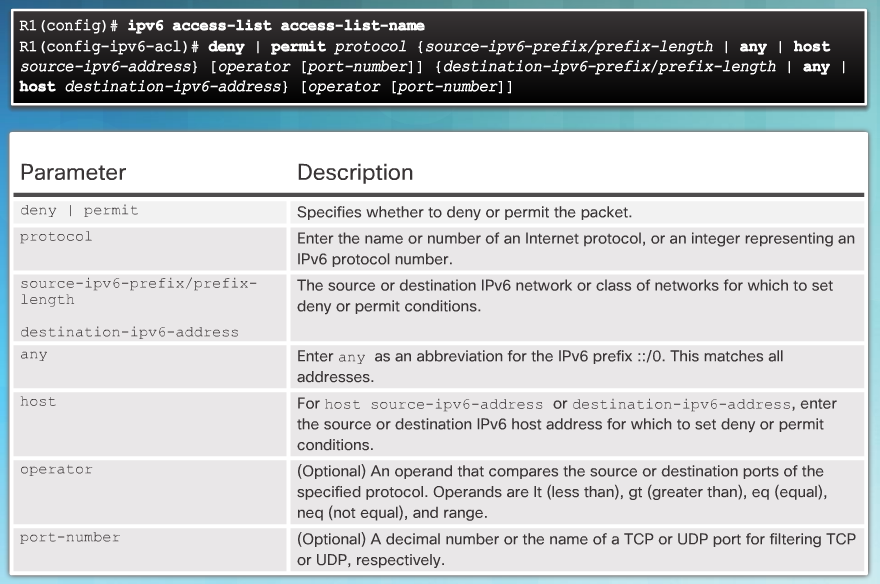 R1(config)# ipv6 access-list access-list-name
R1(config-ipv6-acl)# deny | permit protocol {source-ipv6-prefix/prefix-length | any | host
source-ipv6-address} [operator [port-number]] {destination-ipv6-prefix/prefix-length | any |
host destination-ipv6-address} [operator [port-number]]
Parameter Description
deny | permit Specifies whether to deny or permit the packet.
protocol Enter the name or number of an Internet protocol, or an integer representing an
IPv6 protocol number.
source-ipv6-prefix/prefix-
length
destination-ipv6-address
The source or destination IPv6 network or class of networks for which to set
deny or permit conditions.
any Enter any as an abbreviation for the IPv6 prefix ::/0. This matches all
addresses.
host For host source-ipv6-address or destination-ipv6-address, enter
the source or destination IPv6 host address for which to set deny or permit
conditions.
operator (Optional) An operand that compares the source or destination ports of the
specified protocol. Operands are lt (less than), gt (greater than), eq (equal),
neq (not equal), and range.
port-number (Optional) A decimal number or the name of a TCP or UDP port for filtering TCP
or UDP, respectively.